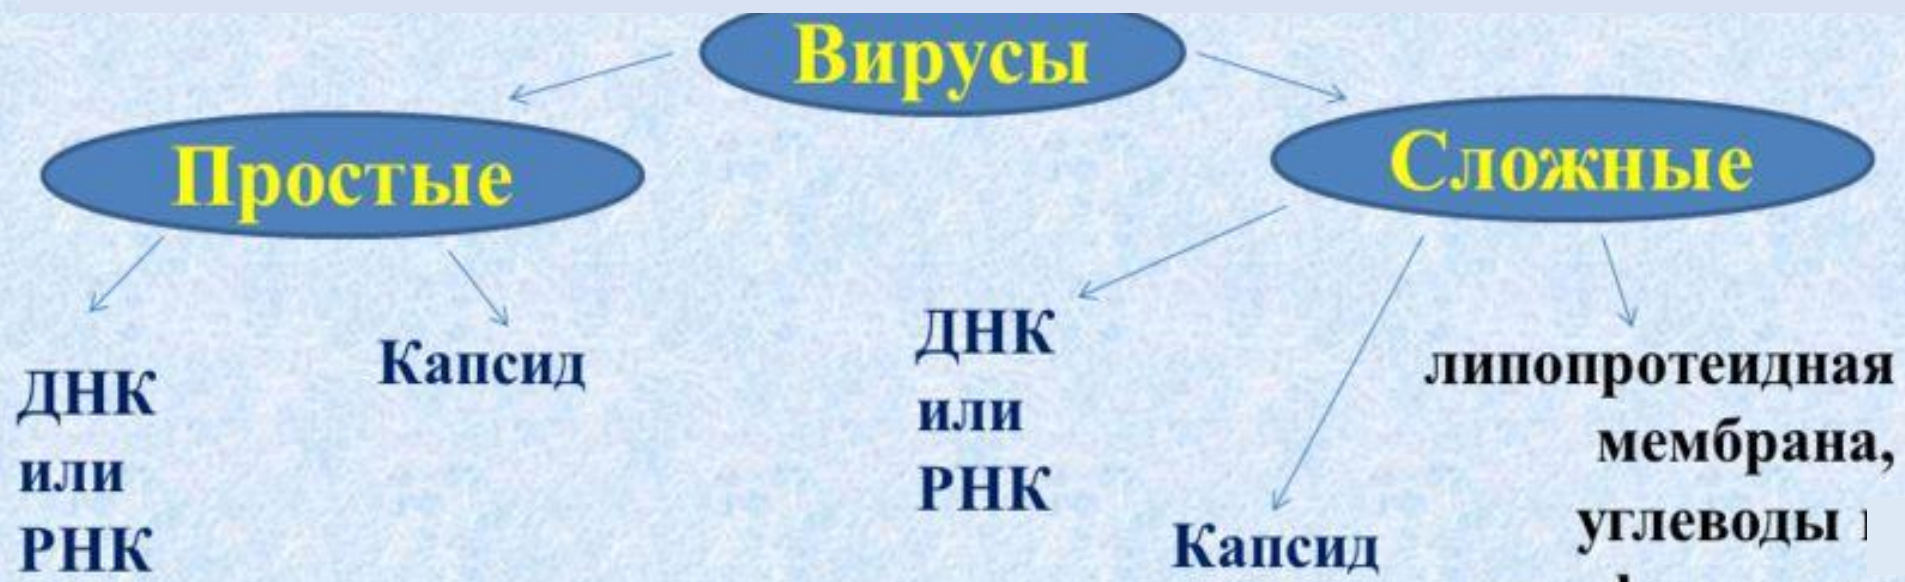 Вирусы
Простые
Сложные
ДНК
или
РНК
Капсид
ДНК
или
РНК
Капсид
липопротеидная
мембрана,
углеводы